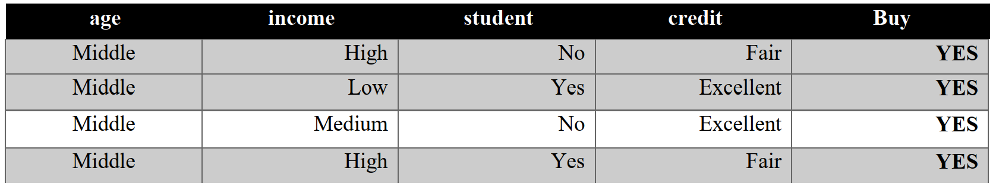 age income student credit Buy
Middle High No Fair YES
Middle Low Yes Excellent YES
Middle Medium No Excellent YES
Middle High Yes Fair YES